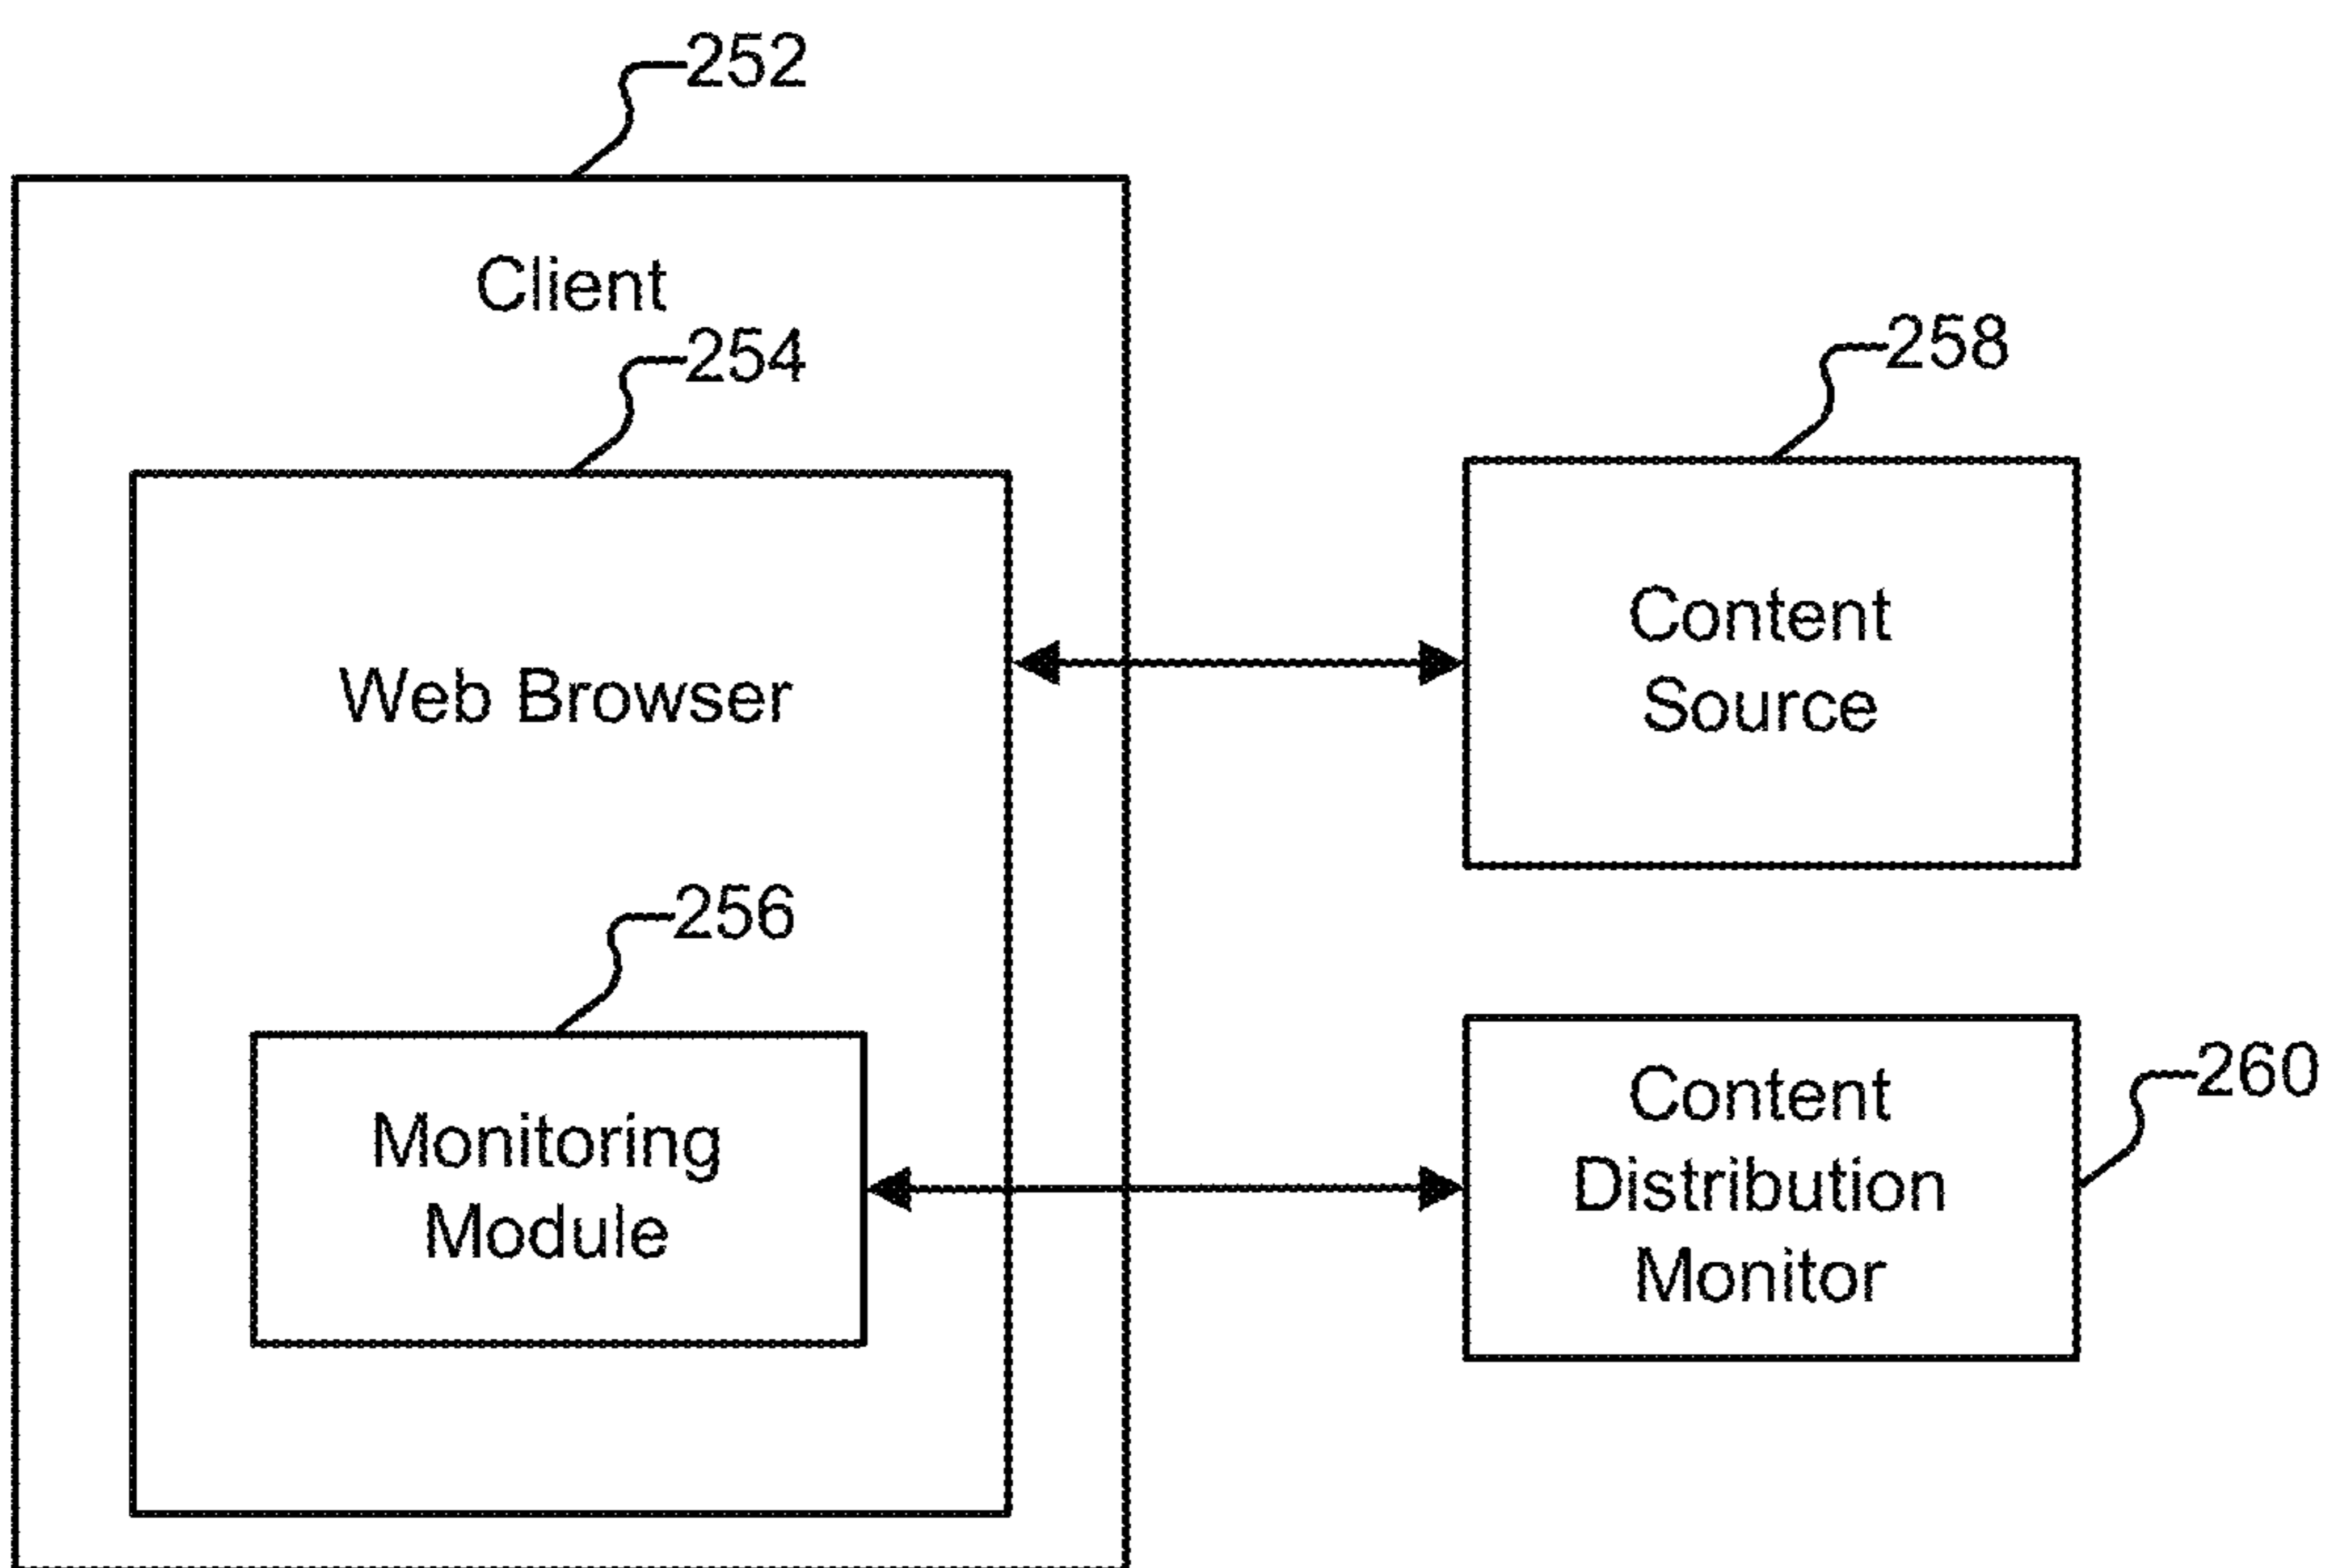 252
Client
254
258
Web Browser
Content
Source
256
Monitoring
Module
Content
Distribution
Monitor
260